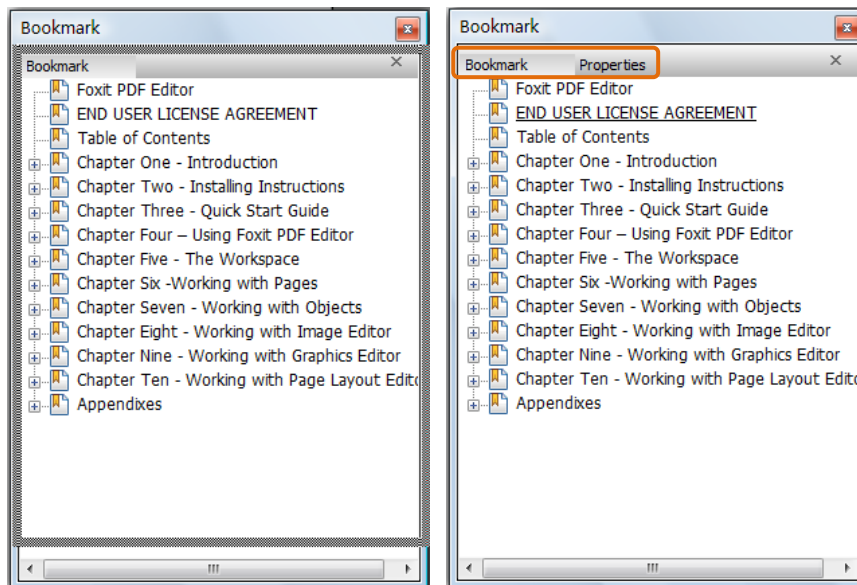 Bookmark
Bookmark
Foxit PDF Editor
END USER LICENSE AGREEMENT
Table of Contents
Chapter One - Introduction
Chapter Two - Installing Instructions
Chapter Three - Quick Start Guide
Chapter Four – Using Foxit PDF Editor
Chapter Five - The Workspace
Chapter Six -Working with Pages
Chapter Seven - Working with Objects
Chapter Eight - Working with Image Editor
Chapter Nine - Working with Graphics Editor
Chapter Ten - Working with Page Layout Edito
Appendixes
Bookmark
Bookmark Properties
Foxit PDF Editor
END USER LICENSE AGREEMENT
Table of Contents
Chapter One - Introduction
Chapter Two - Installing Instructions
Chapter Three - Quick Start Guide
Chapter Four – Using Foxit PDF Editor
Chapter Five - The Workspace
Chapter Six -Working with Pages
Chapter Seven - Working with Objects
Chapter Eight - Working with Image Editor
Chapter Nine - Working with Graphics Editor
Chapter Ten - Working with Page Layout Edito
Appendixes